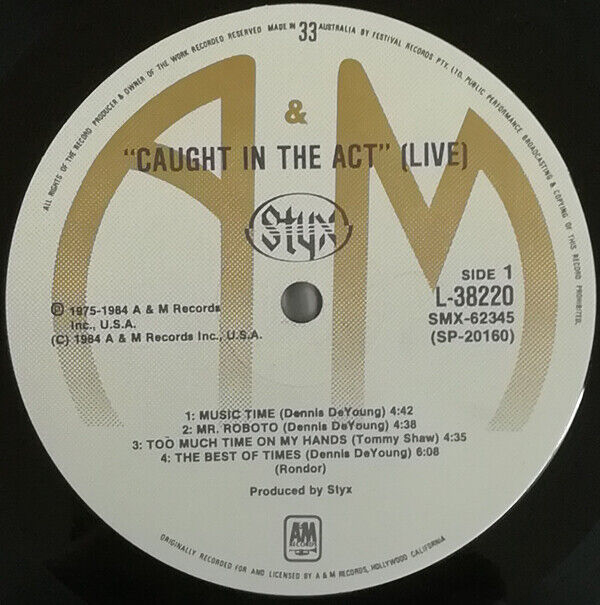 ALL RIGHTS OF THE RECORD PRODUCER & OWNER OF THE WORK RECORDED RESERVED MADE IN 33 AUSTRALIA BY FESTIVAL RECORDS PTY. LTD. PUBLIC PERFORMANCE BROADCASTING & COPYING OF THIS RECORD PROHIBITED.
A & M
"CAUGHT IN THE ACT" (LIVE)
Styx
SIDE 1
L-38220
SMX-62345
(SP-20160)
℗ 1975-1984 A & M Records
Inc., U.S.A.
(C) 1984 A & M Records Inc., U.S.A.
1: MUSIC TIME (Dennis DeYoung) 4:42
2: MR. ROBOTO (Dennis DeYoung) 4:38
3: TOO MUCH TIME ON MY HANDS (Tommy Shaw) 4:35
4: THE BEST OF TIMES (Dennis DeYoung) 6:08
(Rondor)
Produced by Styx
A&M
RECORDS
ORIGINALLY RECORDED FOR AND LICENSED BY A & M RECORDS, HOLLYWOOD CALIFORNIA